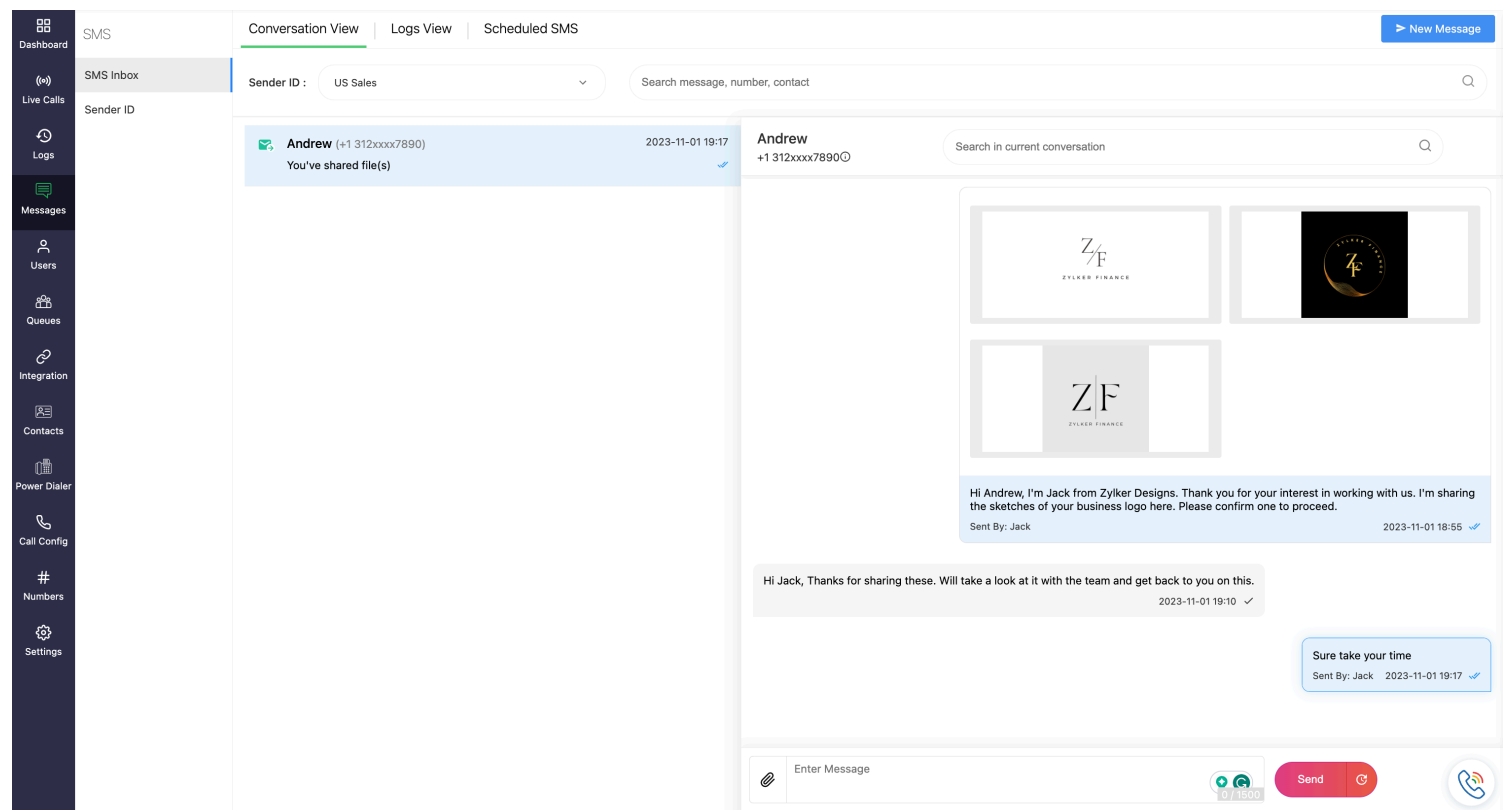 Dashboard
Live Calls
Logs
Messages
Users
Queues
Integration
Contacts
Power Dialer
Call Config
Numbers
Settings
SMS
SMS Inbox
Sender ID
Conversation View
Logs View
Scheduled SMS
New Message
Sender ID :
US Sales
Search message, number, contact
Andrew (+1 312xxxx7890)
2023-11-01 19:17
You've shared file(s)
Andrew
+1 312xxxx7890
Search in current conversation
Z/F
ZYLKER FINANCE
ZYLKER FINANCE
ZF
Z|F
ZYLKER FINANCE
Hi Andrew, I'm Jack from Zylker Designs. Thank you for your interest in working with us. I'm sharing
the sketches of your business logo here. Please confirm one to proceed.
Sent By: Jack
2023-11-01 18:55
Hi Jack, Thanks for sharing these. Will take a look at it with the team and get back to you on this.
2023-11-01 19:10
Sure take your time
Sent By: Jack
2023-11-01 19:17
Enter Message
0 / 1500
Send